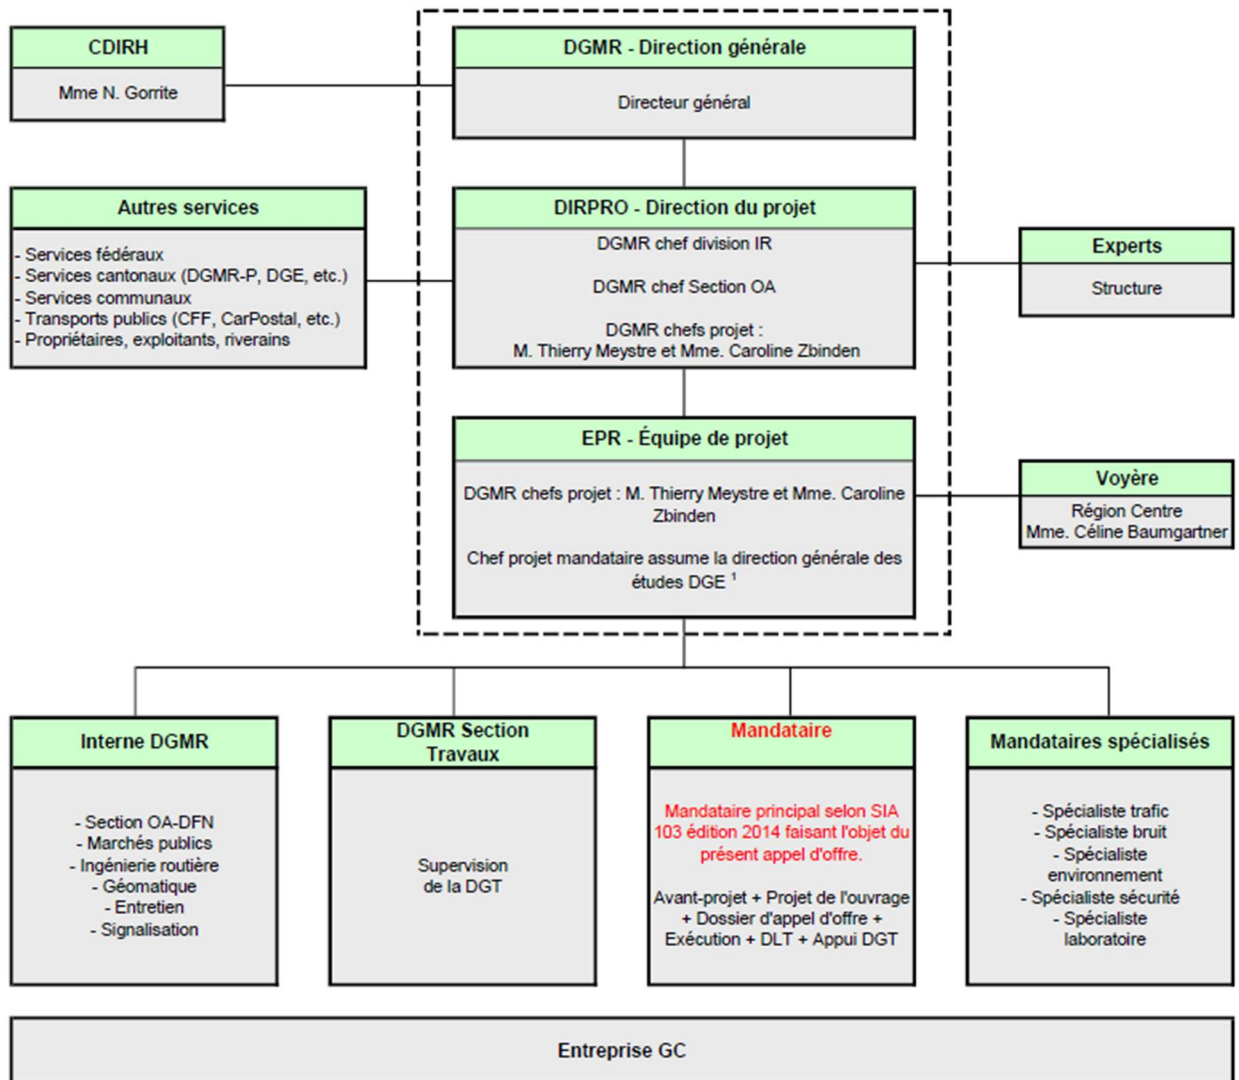 CDIRH
Mme N. Gorrite
DGMR - Direction générale
Directeur général
Autres services
- Services fédéraux
- Services cantonaux (DGMR-P, DGE, etc.)
- Services communaux
- Transports publics (CFF, CarPostal, etc.)
- Propriétaires, exploitants, riverains
DIRPRO - Direction du projet
DGMR chef division IR
DGMR chef Section OA
DGMR chefs projet :
M. Thierry Meystre et Mme. Caroline Zbinden
Experts
Structure
EPR - Équipe de projet
DGMR chefs projet : M. Thierry Meystre et Mme. Caroline
Zbinden
Chef projet mandataire assume la direction générale des
études DGE ¹
Voyère
Région Centre
Mme. Céline Baumgartner
Interne DGMR
- Section OA-DFN
- Marchés publics
- Ingénierie routière
- Géomatique
- Entretien
- Signalisation
DGMR Section
Travaux
Supervision
de la DGT
Mandataire
Mandataire principal selon SIA
103 édition 2014 faisant l'objet du
présent appel d'offre.
Avant-projet + Projet de l'ouvrage
+ Dossier d'appel d'offre +
Exécution + DLT + Appui DGT
Mandataires spécialisés
- Spécialiste trafic
- Spécialiste bruit
- Spécialiste
environnement
- Spécialiste sécurité
- Spécialiste
laboratoire
Entreprise GC